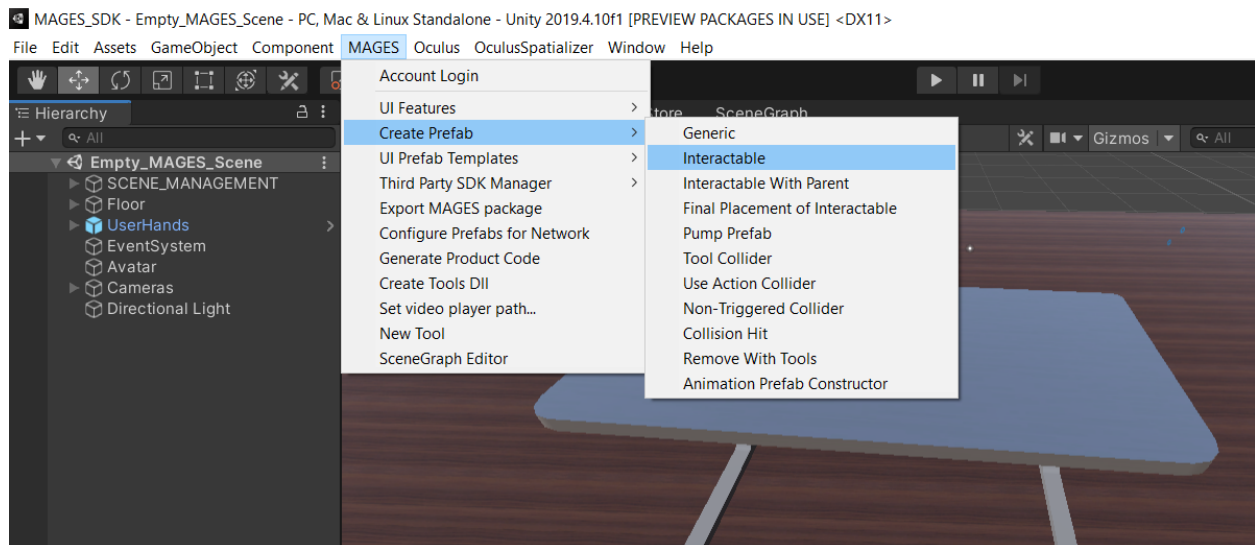 MAGES_SDK - Empty_MAGES_Scene - PC, Mac & Linux Standalone - Unity 2019.4.10f1 [PREVIEW PACKAGES IN USE] <DX11>
File Edit Assets GameObject Component MAGES Oculus OculusSpatializer Window Help
Hierarchy
All
Empty_MAGES_Scene
SCENE_MANAGEMENT
Floor
UserHands
EventSystem
Avatar
Cameras
Directional Light
Account Login
UI Features
Create Prefab
UI Prefab Templates
Third Party SDK Manager
Export MAGES package
Configure Prefabs for Network
Generate Product Code
Create Tools Dll
Set video player path...
New Tool
SceneGraph Editor
SceneGraph
Gizmos All
Generic
Interactable
Interactable With Parent
Final Placement of Interactable
Pump Prefab
Tool Collider
Use Action Collider
Non-Triggered Collider
Collision Hit
Remove With Tools
Animation Prefab Constructor